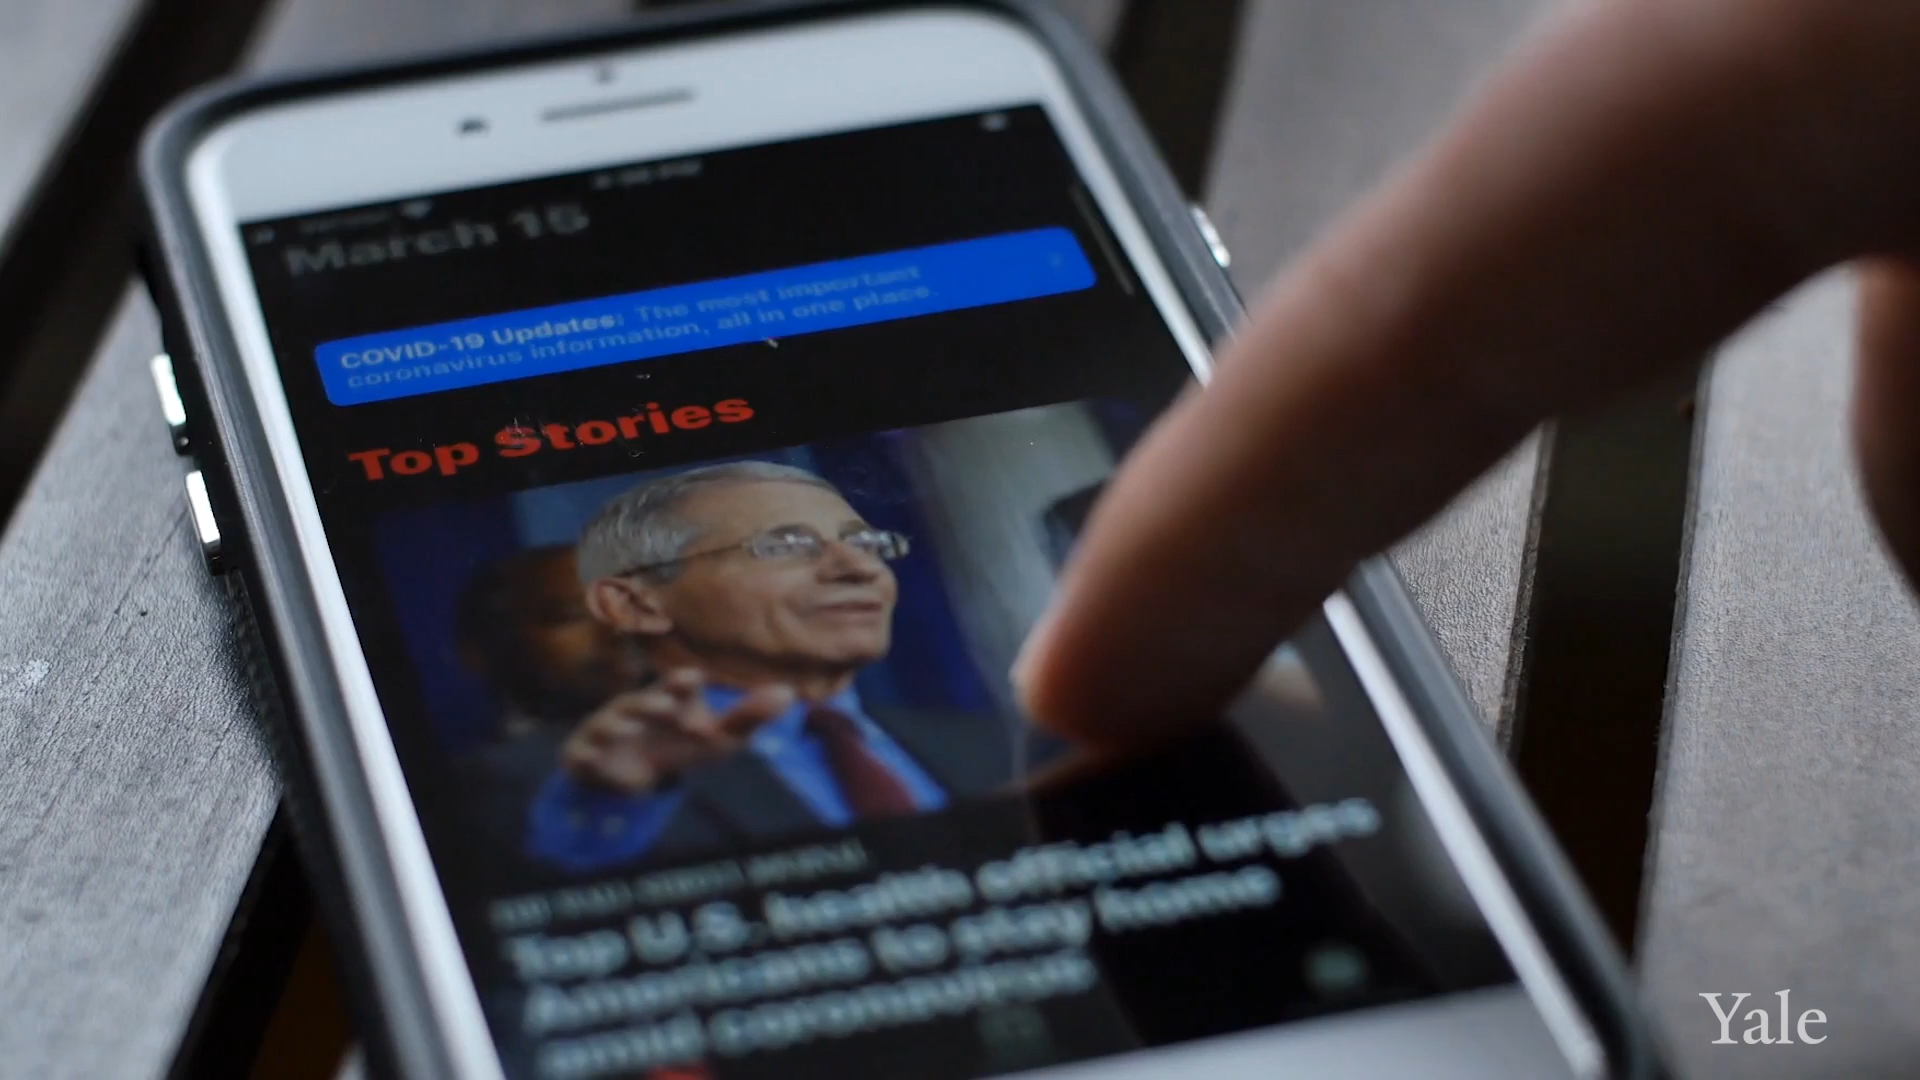 March 15
COVID-19 Updates: The most important
coronavirus information, all in one place.
Top Stories
Top U.S. health official urges
Americans to stay home
amid coronavirus
Yale